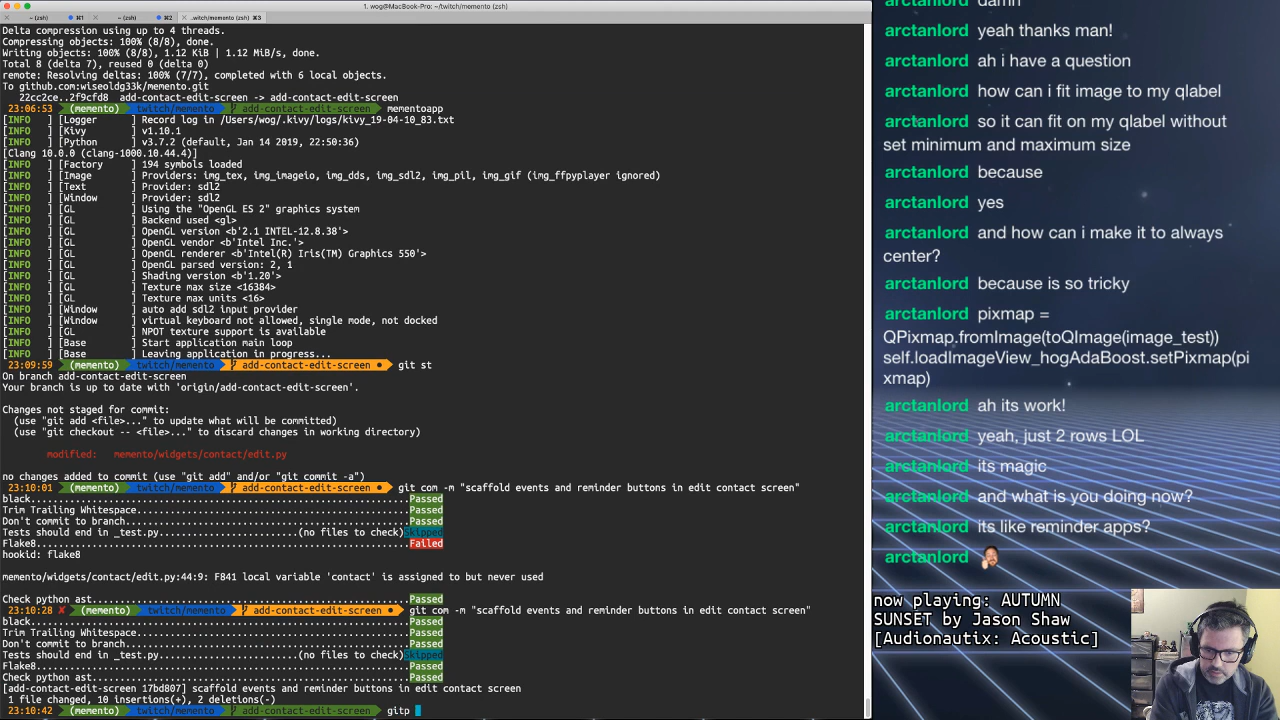 1. wog@MacBook-Pro: ~/twitch/memento (zsh)
~ (zsh) ⌘1 ~ (zsh) ⌘2 ..witch/memento (zsh) ⌘3
Delta compression using up to 4 threads.
Compressing objects: 100% (8/8), done.
Writing objects: 100% (8/8), 1.12 KiB | 1.12 MiB/s, done.
Total 8 (delta 7), reused 0 (delta 0)
remote: Resolving deltas: 100% (7/7), completed with 6 local objects.
To github.com:wiseoldg33k/memento.git
22cc2ce..2f9cfd8 add-contact-edit-screen -> add-contact-edit-screen
23:06:53 (memento) twitch/memento add-contact-edit-screen mementoapp
[INFO ] [Logger ] Record log in /Users/wog/.kivy/logs/kivy_19-04-10_83.txt
[INFO ] [Kivy ] v1.10.1
[INFO ] [Python ] v3.7.2 (default, Jan 14 2019, 22:50:36)
[Clang 10.0.0 (clang-1000.10.44.4)]
[INFO ] [Factory ] 194 symbols loaded
[INFO ] [Image ] Providers: img_tex, img_imageio, img_dds, img_sdl2, img_pil, img_gif (img_ffpyplayer ignored)
[INFO ] [Text ] Provider: sdl2
[INFO ] [Window ] Provider: sdl2
[INFO ] [GL ] Using the "OpenGL ES 2" graphics system
[INFO ] [GL ] Backend used <gl>
[INFO ] [GL ] OpenGL version <b'2.1 INTEL-12.8.38'>
[INFO ] [GL ] OpenGL vendor <b'Intel Inc.'>
[INFO ] [GL ] OpenGL renderer <b'Intel(R) Iris(TM) Graphics 550'>
[INFO ] [GL ] OpenGL parsed version: 2, 1
[INFO ] [GL ] Shading version <b'1.20'>
[INFO ] [GL ] Texture max size <16384>
[INFO ] [GL ] Texture max units <16>
[INFO ] [Window ] auto add sdl2 input provider
[INFO ] [Window ] virtual keyboard not allowed, single mode, not docked
[INFO ] [GL ] NPOT texture support is available
[INFO ] [Base ] Start application main loop
[INFO ] [Base ] Leaving application in progress...
23:09:59 (memento) twitch/memento add-contact-edit-screen ● git st
On branch add-contact-edit-screen
Your branch is up to date with 'origin/add-contact-edit-screen'.
Changes not staged for commit:
(use "git add <file>..." to update what will be committed)
(use "git checkout -- <file>..." to discard changes in working directory)
modified: memento/widgets/contact/edit.py
no changes added to commit (use "git add" and/or "git commit -a")
23:10:01 (memento) twitch/memento add-contact-edit-screen ● git com -m "scaffold events and reminder buttons in edit contact screen"
black....................................................................Passed
Trim Trailing Whitespace.................................................Passed
Don't commit to branch...................................................Passed
Tests should end in _test.py.........................(no files to check)Skipped
Flake8...................................................................Failed
hookid: flake8
memento/widgets/contact/edit.py:44:9: F841 local variable 'contact' is assigned to but never used
Check python ast.........................................................Passed
23:10:28 ✘ (memento) twitch/memento add-contact-edit-screen ● git com -m "scaffold events and reminder buttons in edit contact screen"
black....................................................................Passed
Trim Trailing Whitespace.................................................Passed
Don't commit to branch...................................................Passed
Tests should end in _test.py.........................(no files to check)Skipped
Flake8...................................................................Passed
Check python ast.........................................................Passed
[add-contact-edit-screen 17bd807] scaffold events and reminder buttons in edit contact screen
1 file changed, 10 insertions(+), 2 deletions(-)
23:10:42 (memento) twitch/memento add-contact-edit-screen gitp
arctanlord damn
arctanlord yeah thanks man!
arctanlord ah i have a question
arctanlord how can i fit image to my qlabel
arctanlord so it can fit on my qlabel without
set minimum and maximum size
arctanlord because
arctanlord yes
arctanlord and how can i make it to always
center?
arctanlord because is so tricky
arctanlord pixmap =
QPixmap.fromImage(toQImage(image_test))
self.loadImageView_hogAdaBoost.setPixmap(pi
xmap)
arctanlord ah its work!
arctanlord yeah, just 2 rows LOL
arctanlord its magic
arctanlord and what is you doing now?
arctanlord its like reminder apps?
arctanlord
now playing: AUTUMN
SUNSET by Jason Shaw
[Audionautix: Acoustic]